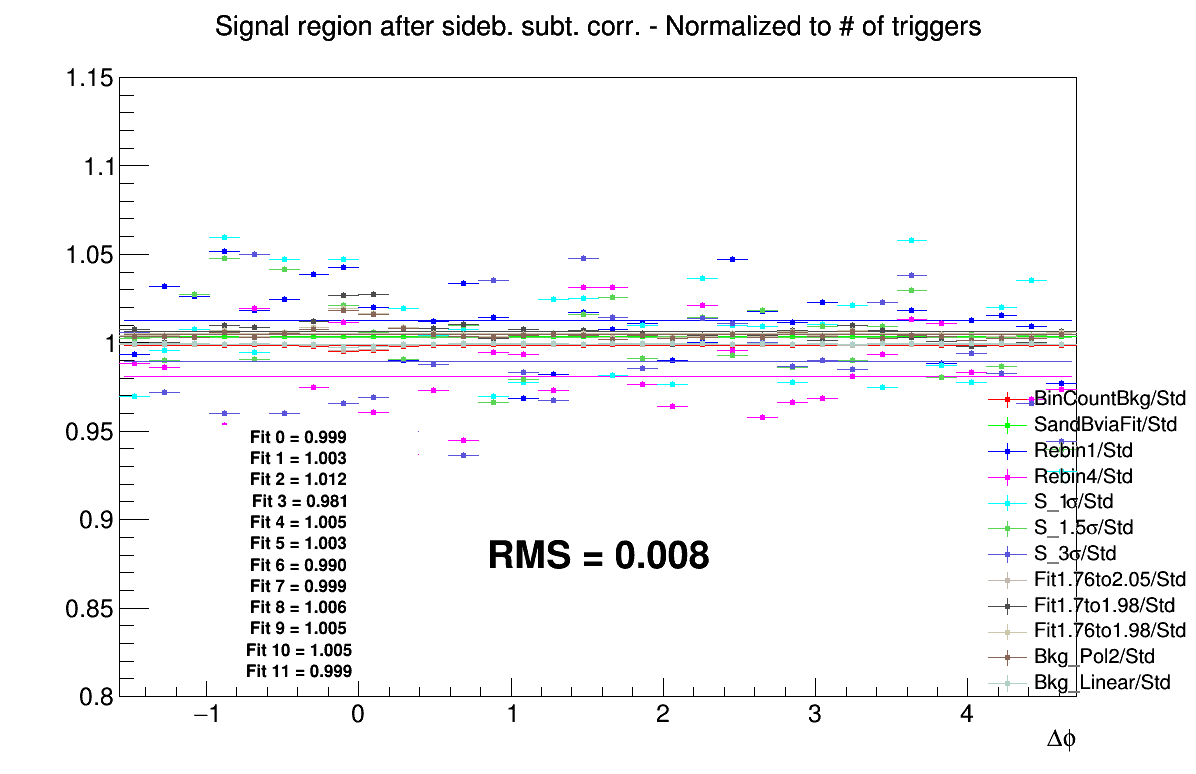 Signal region after sideb. subt. corr. - Normalized to # of triggers
1.15
1.1
1.05
1
0.95
0.9
0.85
0.8
Fit 0 = 0.999
Fit 1 = 1.003
Fit 2 = 1.012
Fit 3 = 0.981
Fit 4 = 1.005
Fit 5 = 1.003
Fit 6 = 0.990
Fit 7 = 0.999
Fit 8 = 1.006
Fit 9 = 1.005
Fit 10 = 1.005
Fit 11 = 0.999
RMS = 0.008
BinCountBkg/Std
SandBviaFit/Std
Rebin1/Std
Rebin4/Std
S_1σ/Std
S_1.5σ/Std
S_3σ/Std
Fit1.76to2.05/Std
Fit1.7to1.98/Std
Fit1.76to1.98/Std
Bkg_Pol2/Std
Bkg_Linear/Std
−1 0 1 2 3 4
Δϕ